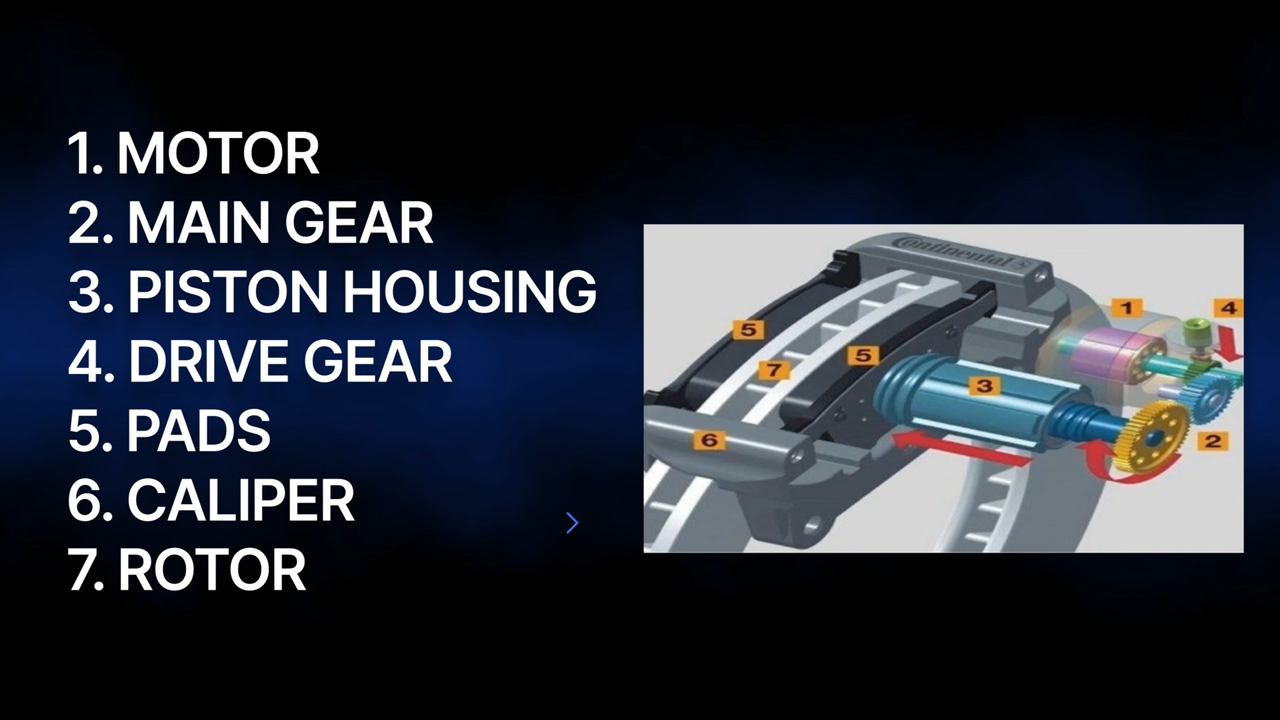 1. MOTOR
2. MAIN GEAR
3. PISTON HOUSING
4. DRIVE GEAR
5. PADS
6. CALIPER
7. ROTOR
Continental
1
4
5
5
7
3
6
2